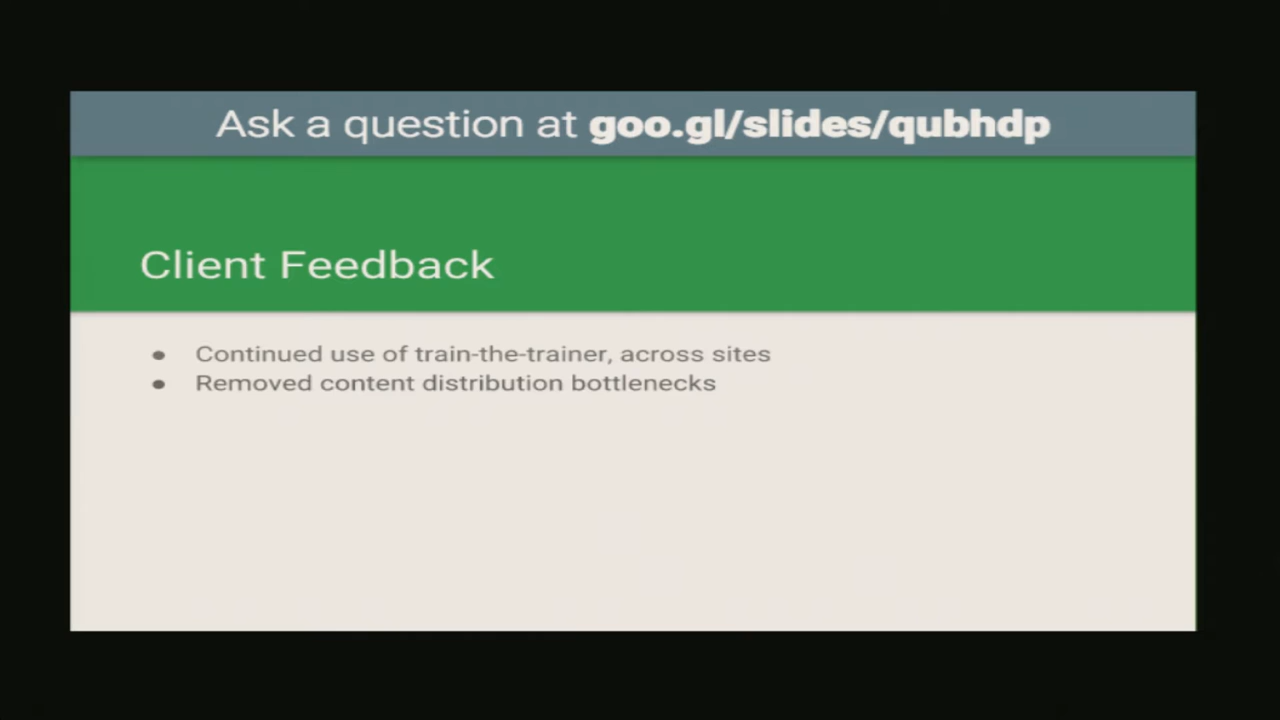 Ask a question at goo.gl/slides/qubhdp
Client Feedback
● Continued use of train-the-trainer, across sites
● Removed content distribution bottlenecks